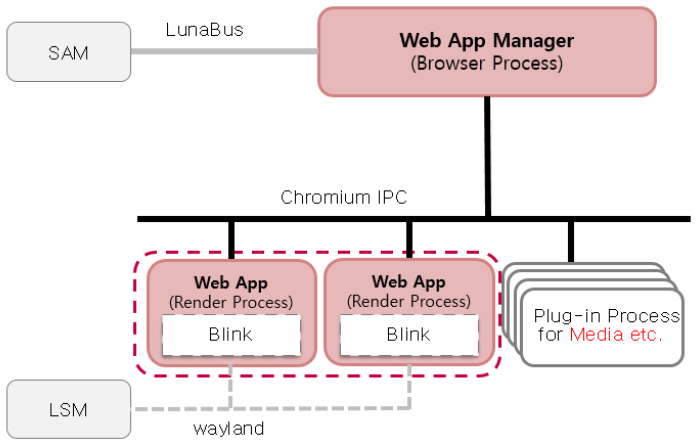 SAM
LunaBus
Web App Manager
(Browser Process)
Chromium IPC
Web App
(Render Process)
Blink
Web App
(Render Process)
Blink
Plug-in Process
for Media etc.
LSM
wayland